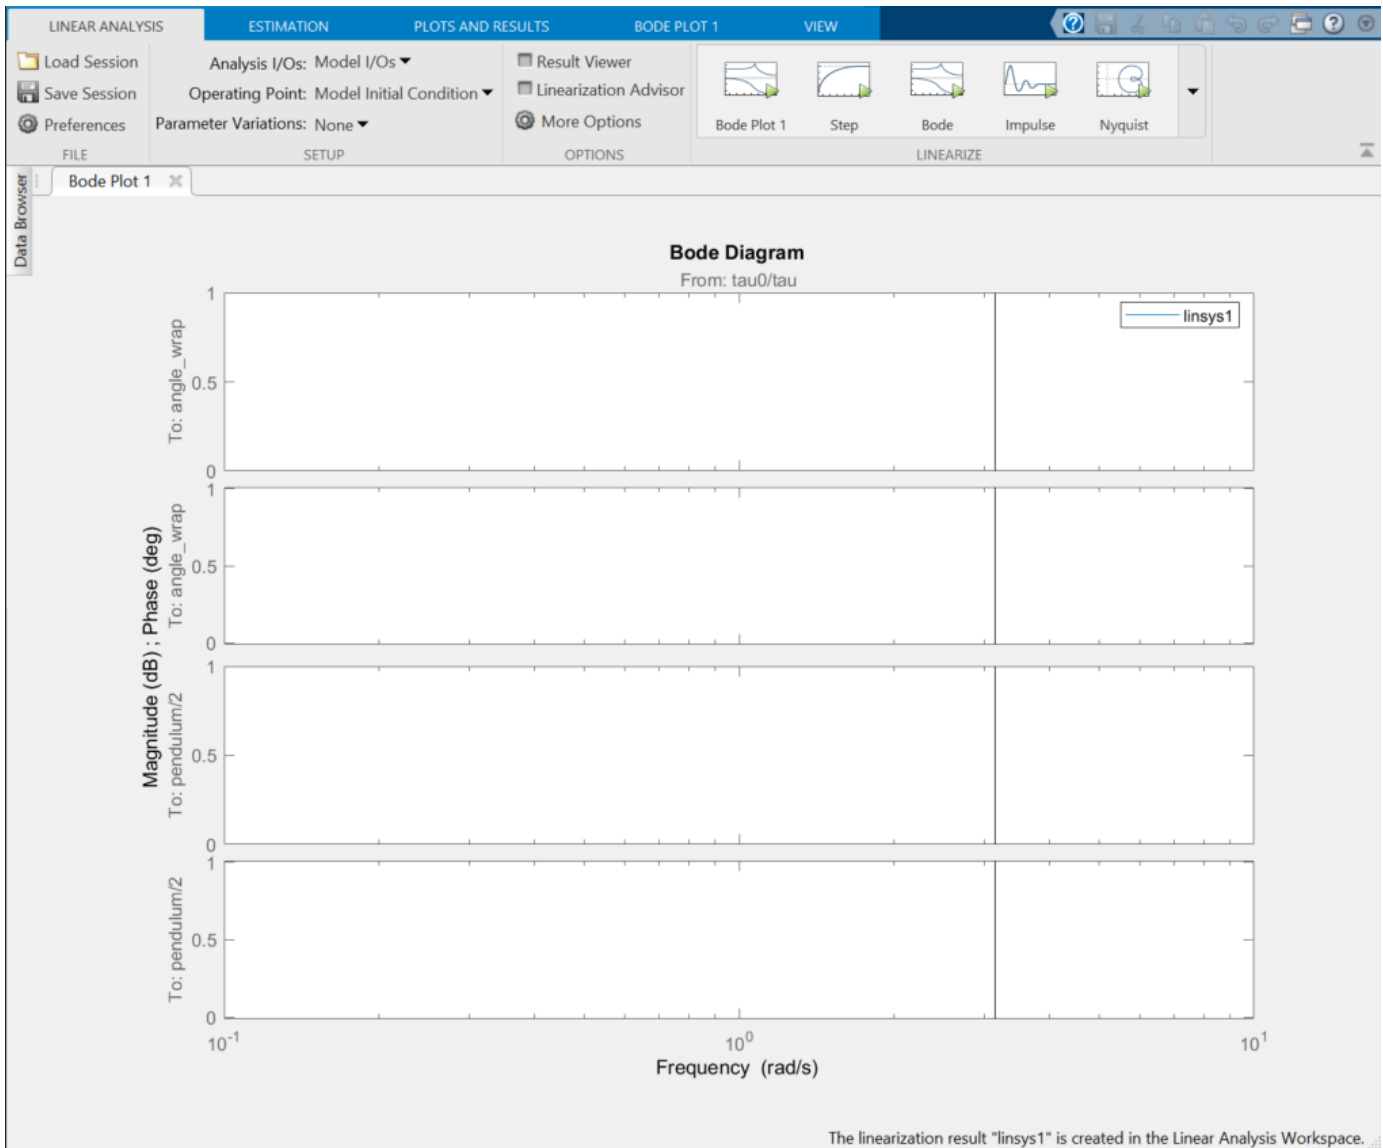 LINEAR ANALYSIS ESTIMATION PLOTS AND RESULTS BODE PLOT 1 VIEW
Load Session
Save Session
Preferences
FILE
Analysis I/Os: Model I/Os
Operating Point: Model Initial Condition
Parameter Variations: None
SETUP
Result Viewer
Linearization Advisor
More Options
OPTIONS
Bode Plot 1 Step Bode Impulse Nyquist
LINEARIZE
Data Browser
Bode Plot 1
Bode Diagram
From: tau0/tau
linsys1
Magnitude (dB) ; Phase (deg)
To: angle_wrap
1
0.5
0
To: angle_wrap
1
0.5
0
To: pendulum/2
1
0.5
0
To: pendulum/2
1
0.5
0
10^-1 10^0 10^1
Frequency (rad/s)
The linearization result "linsys1" is created in the Linear Analysis Workspace.